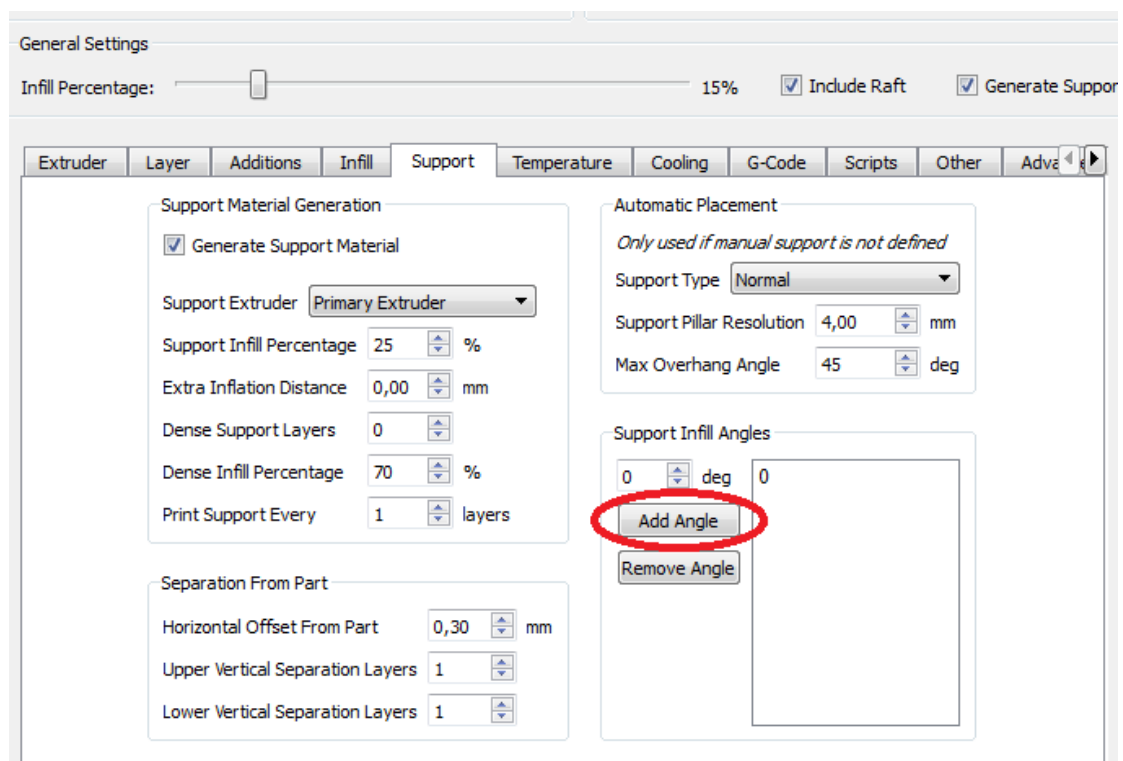 General Settings
Infill Percentage: 15% Include Raft Generate Suppor
Extruder Layer Additions Infill Support Temperature Cooling G-Code Scripts Other Adva
Support Material Generation
Generate Support Material
Support Extruder Primary Extruder
Support Infill Percentage 25 %
Extra Inflation Distance 0,00 mm
Dense Support Layers 0
Dense Infill Percentage 70 %
Print Support Every 1 layers
Separation From Part
Horizontal Offset From Part 0,30 mm
Upper Vertical Separation Layers 1
Lower Vertical Separation Layers 1
Automatic Placement
Only used if manual support is not defined
Support Type Normal
Support Pillar Resolution 4,00 mm
Max Overhang Angle 45 deg
Support Infill Angles
0 deg 0
Add Angle
Remove Angle